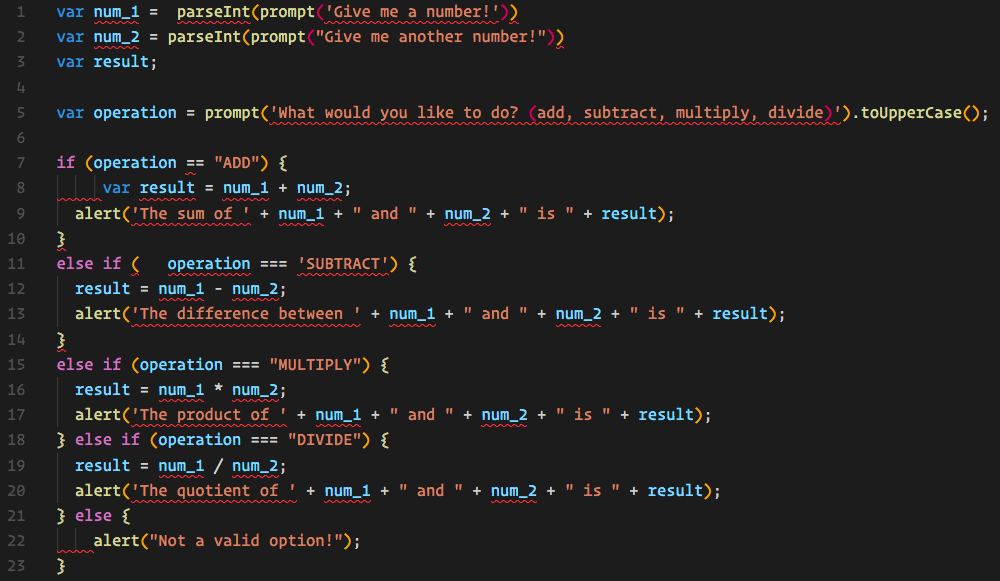 1 var num_1 =  parseInt(prompt('Give me a number!'))
2 var num_2 = parseInt(prompt("Give me another number!"))
3 var result;
4
5 var operation = prompt('What would you like to do? (add, subtract, multiply, divide)').toUpperCase();
6
7 if (operation == "ADD") {
8      var result = num_1 + num_2;
9   alert('The sum of ' + num_1 + " and " + num_2 + " is " + result);
10 }
11 else if (   operation === 'SUBTRACT') {
12   result = num_1 - num_2;
13   alert('The difference between ' + num_1 + " and " + num_2 + " is " + result);
14 }
15 else if (operation === "MULTIPLY") {
16   result = num_1 * num_2;
17   alert('The product of ' + num_1 + " and " + num_2 + " is " + result);
18 } else if (operation === "DIVIDE") {
19   result = num_1 / num_2;
20   alert('The quotient of ' + num_1 + " and " + num_2 + " is " + result);
21 } else {
22     alert("Not a valid option!");
23 }